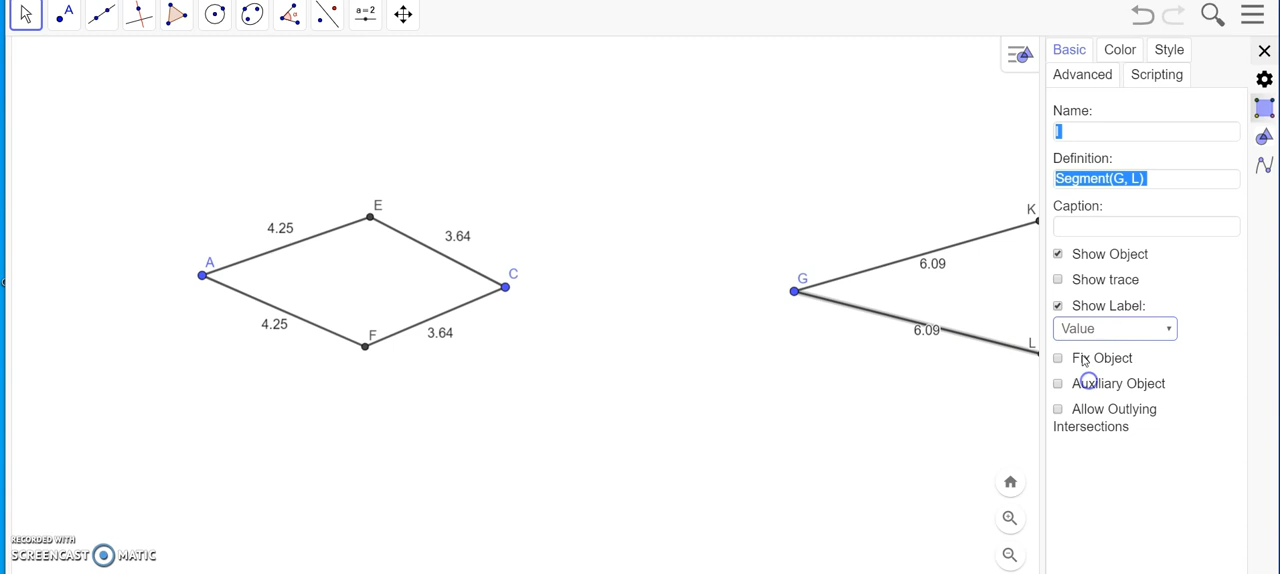 A
a=2
Basic Color Style
Advanced Scripting
Name:
Definition:
Segment(G, L)
Caption:
Show Object
Show trace
Show Label:
Value
Fix Object
Auxiliary Object
Allow Outlying
Intersections
E
4.25
3.64
A
C
4.25
F
3.64
K
6.09
G
6.09
L
RECORDED WITH
SCREENCAST MATIC